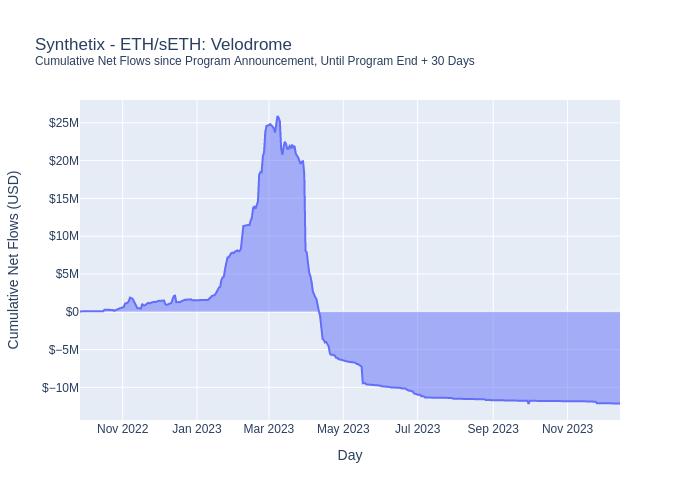 Synthetix - ETH/sETH: Velodrome
Cumulative Net Flows since Program Announcement, Until Program End + 30 Days
Cumulative Net Flows (USD)
$25M
$20M
$15M
$10M
$5M
$0
$−5M
$−10M
Nov 2022
Jan 2023
Mar 2023
May 2023
Jul 2023
Sep 2023
Nov 2023
Day